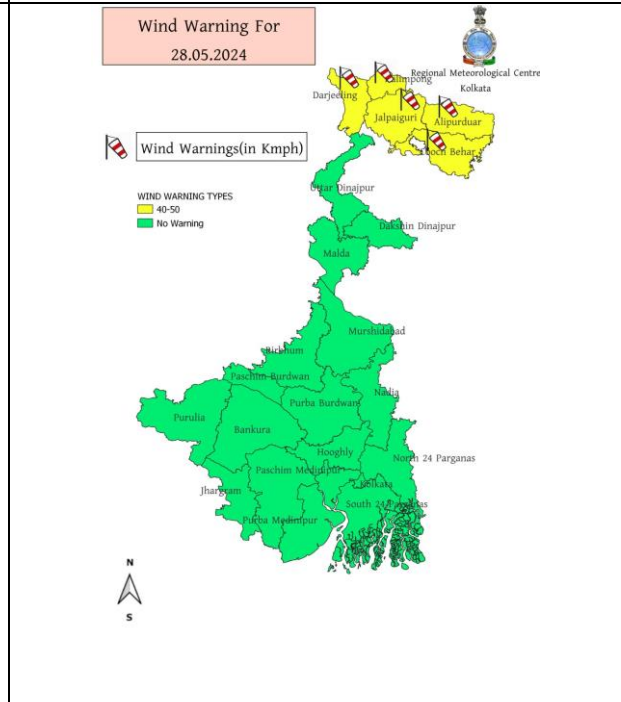 Wind Warning For
28.05.2024
Regional Meteorological Centre
Kolkata
Wind Warnings(in Kmph)
WIND WARNING TYPES
40-50
No Warning
Kalimpong
Darjeeling
Jalpaiguri
Alipurduar
Cooch Behar
Uttar Dinajpur
Dakshin Dinajpur
Malda
Murshidabad
Birbhum
Paschim Burdwan
Purba Burdwan
Nadia
Purulia
Bankura
Hooghly
North 24 Parganas
Paschim Medinipur
Kolkata
Jhargram
South 24 Parganas
Purba Medinipur
N
S